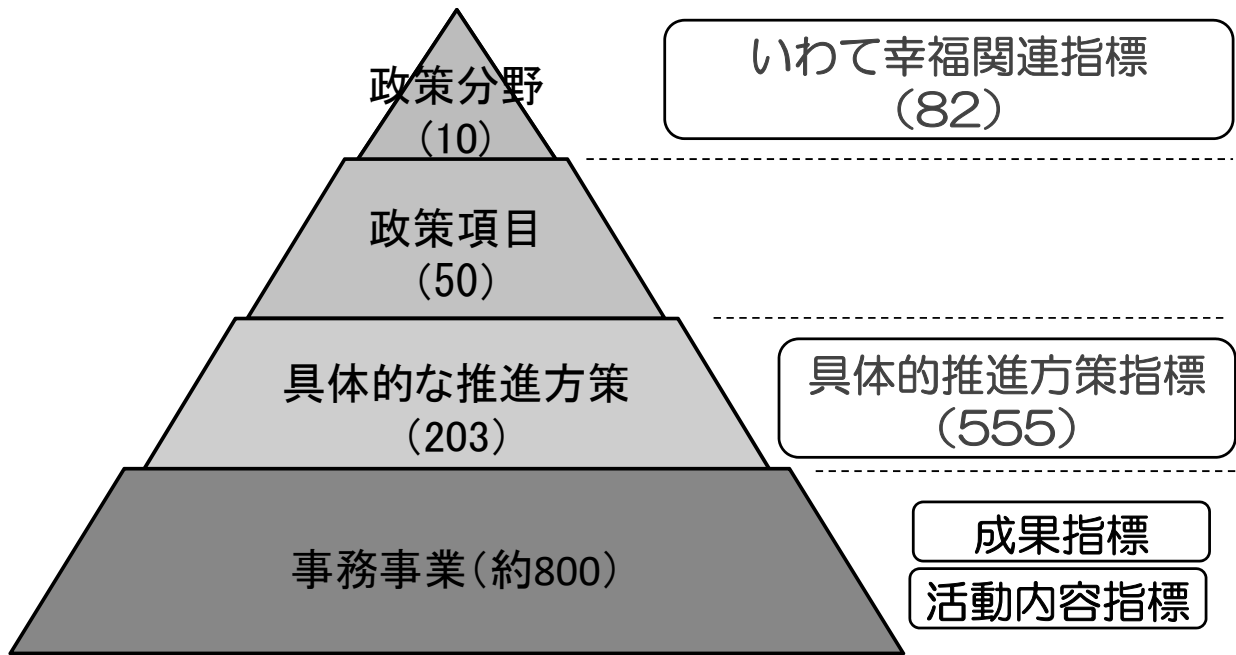 政策分野
(10)
いわて幸福関連指標
(82)
政策項目
(50)
具体的な推進方策
(203)
具体的推進方策指標
(555)
事務事業(約800)
成果指標
活動内容指標